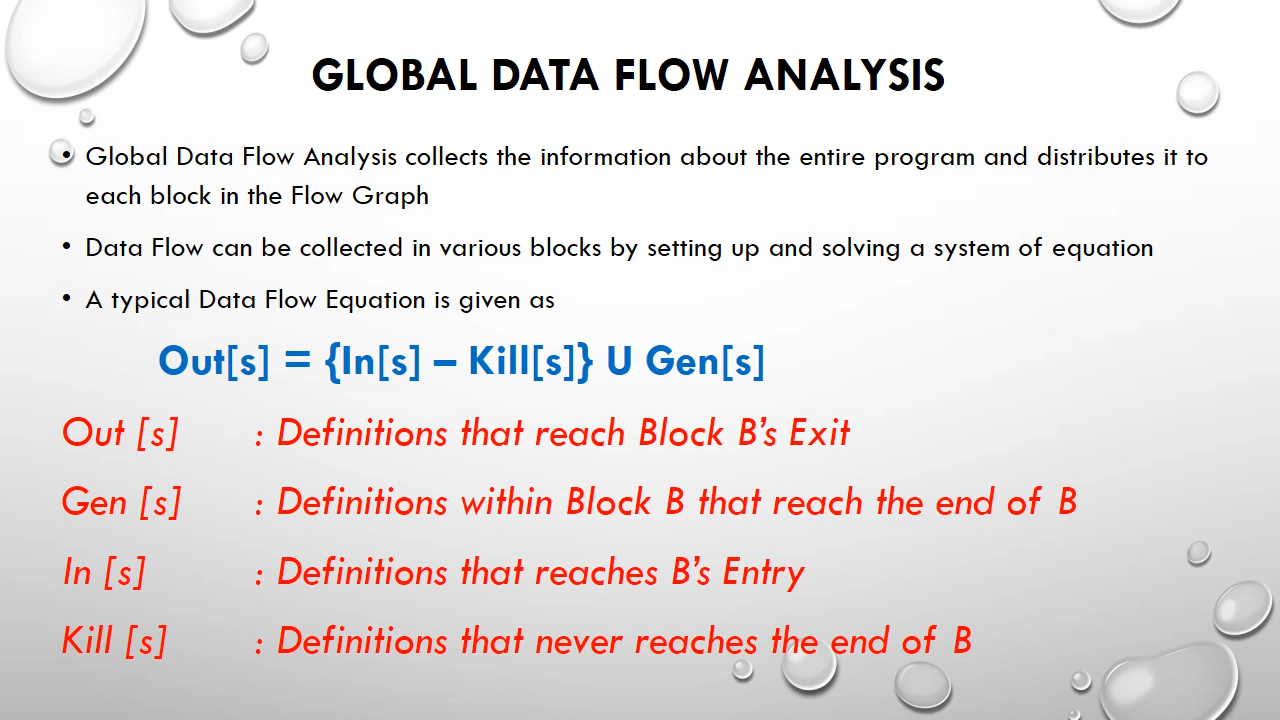 GLOBAL DATA FLOW ANALYSIS
• Global Data Flow Analysis collects the information about the entire program and distributes it to
each block in the Flow Graph
• Data Flow can be collected in various blocks by setting up and solving a system of equation
• A typical Data Flow Equation is given as
Out[s] = {In[s] – Kill[s]} U Gen[s]
Out [s] : Definitions that reach Block B’s Exit
Gen [s] : Definitions within Block B that reach the end of B
In [s] : Definitions that reaches B’s Entry
Kill [s] : Definitions that never reaches the end of B